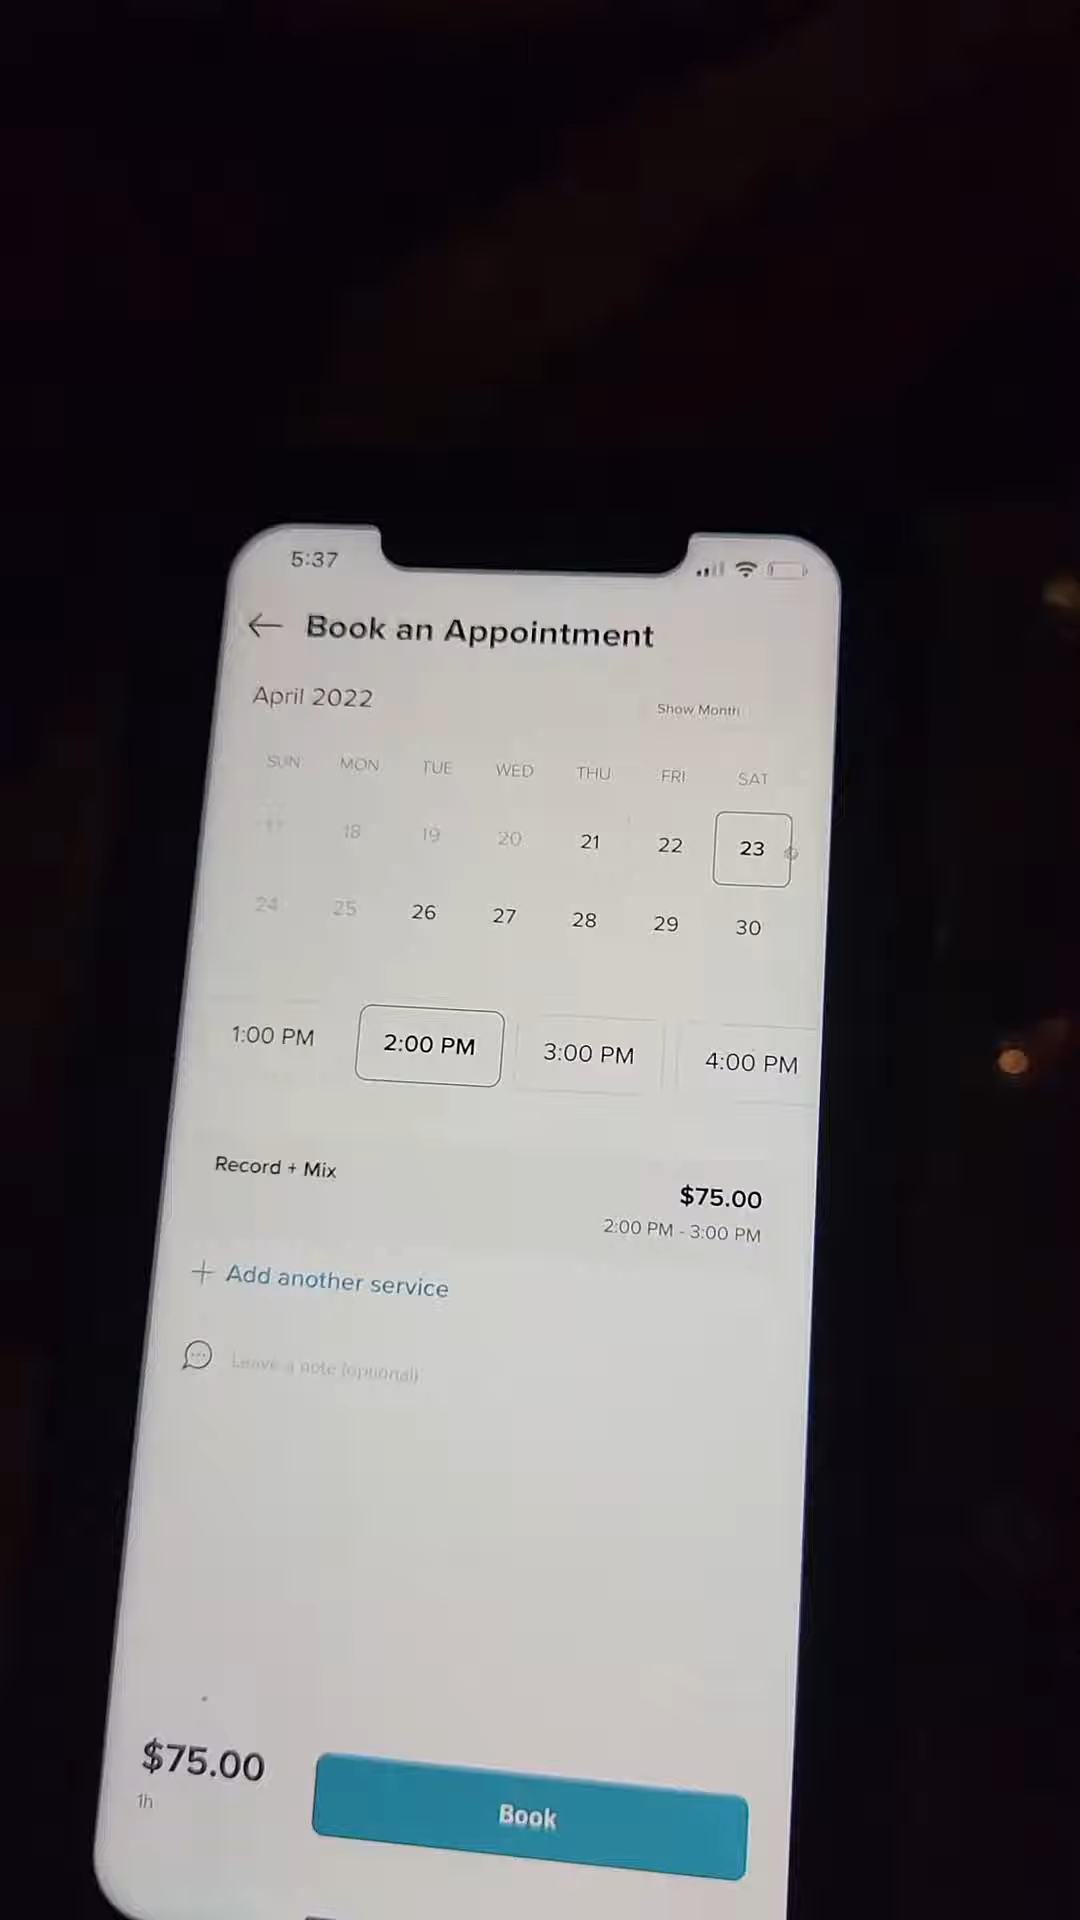 5:37
Book an Appointment
April 2022
Show Month
SUN MON TUE WED THU FRI SAT
17 18 19 20 21 22 23
24 25 26 27 28 29 30
1:00 PM 2:00 PM 3:00 PM 4:00 PM
Record + Mix
$75.00
2:00 PM - 3:00 PM
+ Add another service
Leave a note (optional)
$75.00
1h
Book